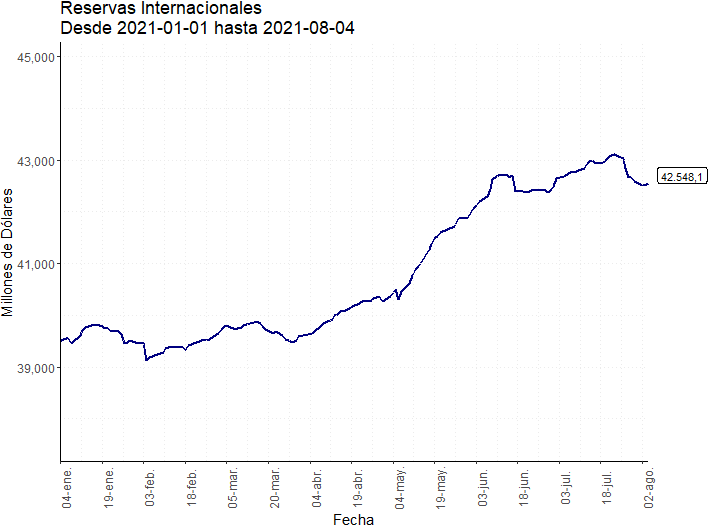 Reservas Internacionales
Desde 2021-01-01 hasta 2021-08-04
Millones de Dólares
45,000
43,000
41,000
39,000
42.548,1
04-ene.
19-ene.
03-feb.
18-feb.
05-mar.
20-mar.
04-abr.
19-abr.
04-may.
19-may.
03-jun.
18-jun.
03-jul.
18-jul.
02-ago.
Fecha